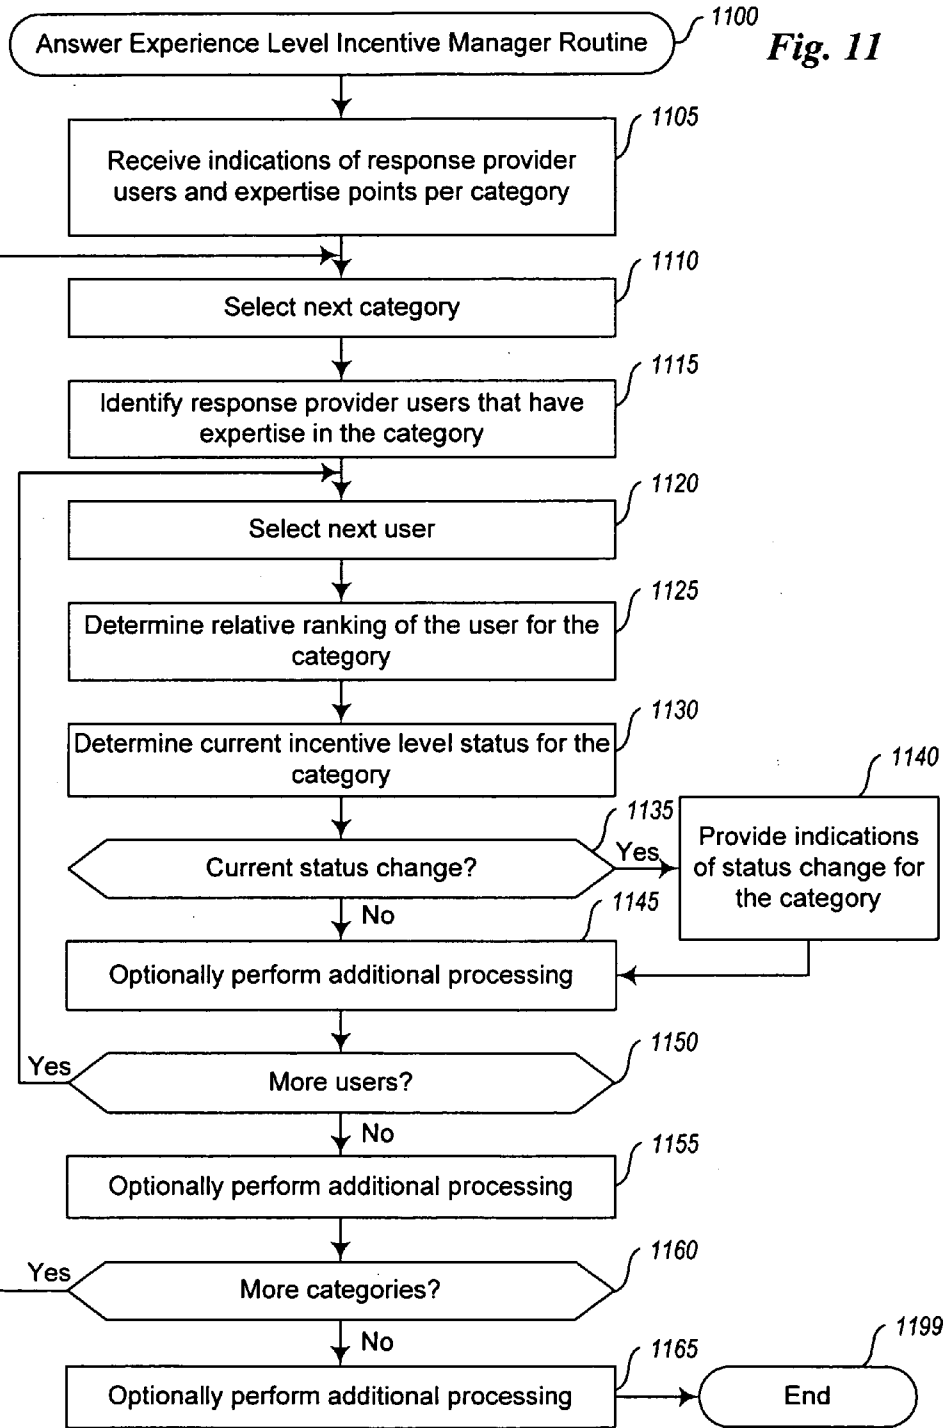 1100
Fig. 11
Answer Experience Level Incentive Manager Routine
1105
Receive indications of response provider
users and expertise points per category
1110
Select next category
1115
Identify response provider users that have
expertise in the category
1120
Select next user
1125
Determine relative ranking of the user for the
category
1130
Determine current incentive level status for the
category
1135
Current status change?
Yes
1140
Provide indications
of status change for
the category
No
1145
Optionally perform additional processing
1150
More users?
Yes
No
1155
Optionally perform additional processing
1160
More categories?
Yes
No
1165
Optionally perform additional processing
1199
End